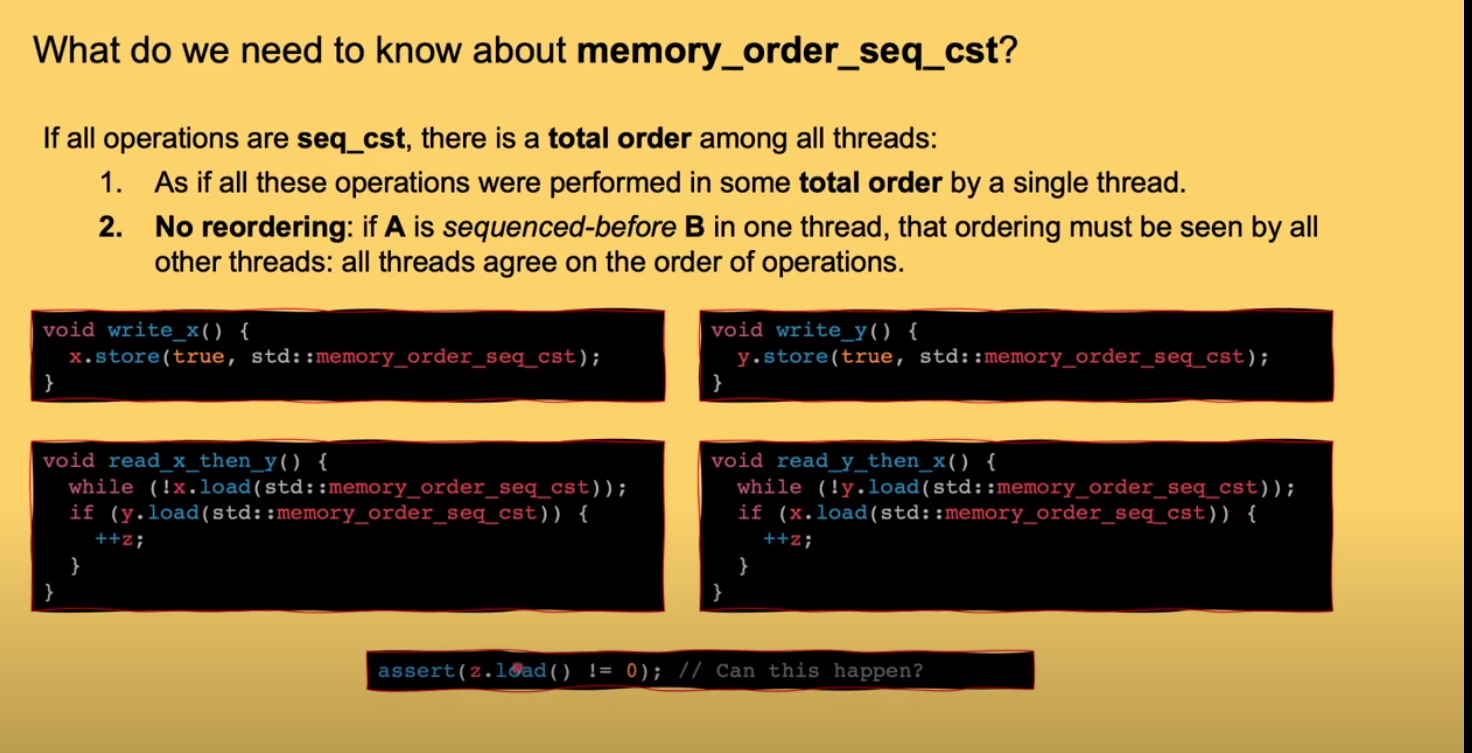 What do we need to know about memory_order_seq_cst?
If all operations are seq_cst, there is a total order among all threads:
1. As if all these operations were performed in some total order by a single thread.
2. No reordering: if A is sequenced-before B in one thread, that ordering must be seen by all
other threads: all threads agree on the order of operations.
void write_x() {
x.store(true, std::memory_order_seq_cst);
}
void write_y() {
y.store(true, std::memory_order_seq_cst);
}
void read_x_then_y() {
while (!x.load(std::memory_order_seq_cst));
if (y.load(std::memory_order_seq_cst)) {
++z;
}
}
void read_y_then_x() {
while (!y.load(std::memory_order_seq_cst));
if (x.load(std::memory_order_seq_cst)) {
++z;
}
}
assert(z.load() != 0); // Can this happen?